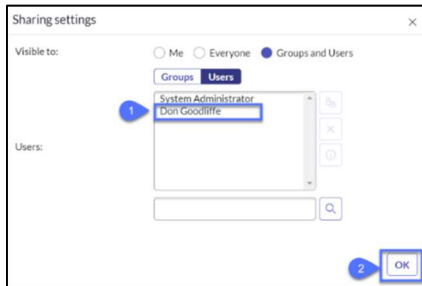 Sharing settings
Visible to:
Me Everyone Groups and Users
Groups Users
System Administrator
1 Don Goodliffe
Users:
2 OK